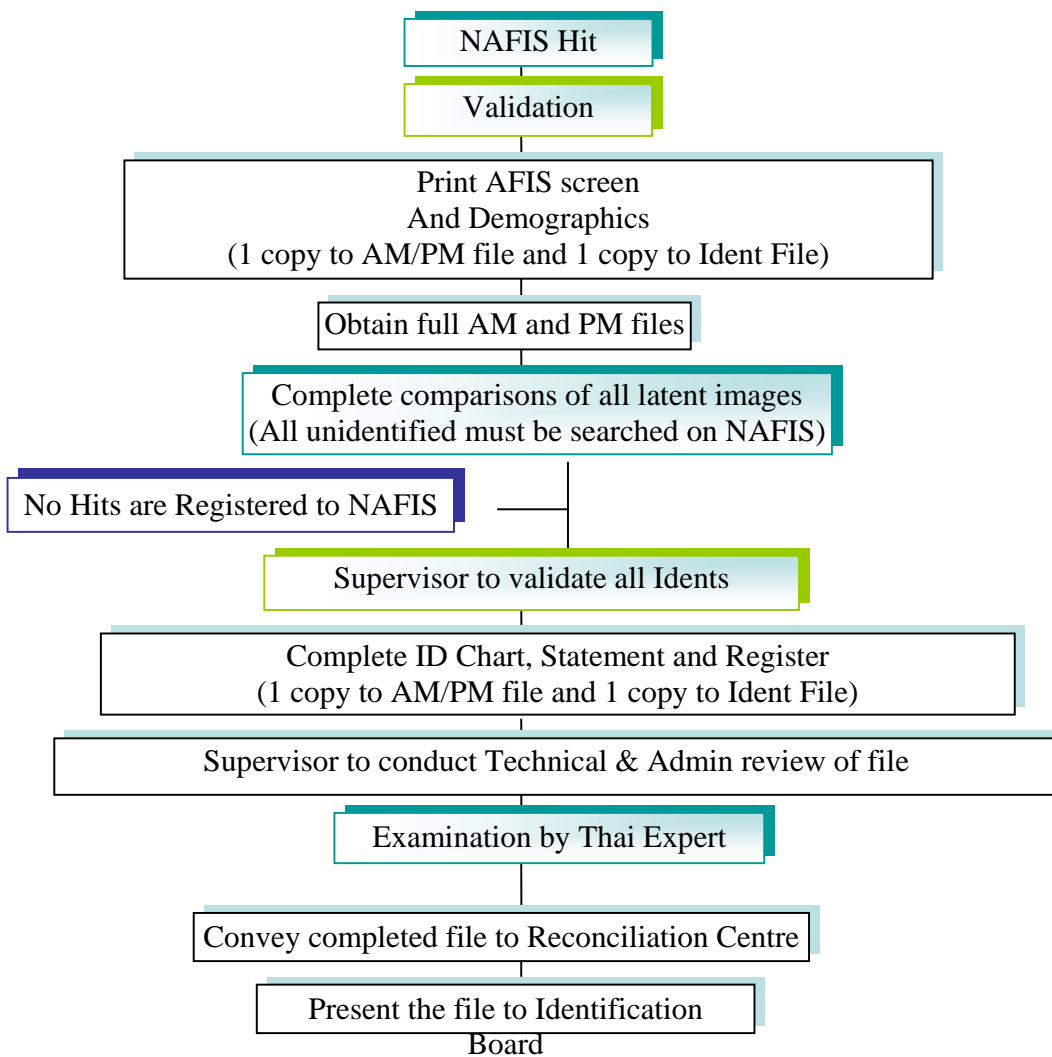 NAFIS Hit
Validation
Print AFIS screen
And Demographics
(1 copy to AM/PM file and 1 copy to Ident File)
Obtain full AM and PM files
Complete comparisons of all latent images
(All unidentified must be searched on NAFIS)
No Hits are Registered to NAFIS
Supervisor to validate all Idents
Complete ID Chart, Statement and Register
(1 copy to AM/PM file and 1 copy to Ident File)
Supervisor to conduct Technical & Admin review of file
Examination by Thai Expert
Convey completed file to Reconciliation Centre
Present the file to Identification
Board